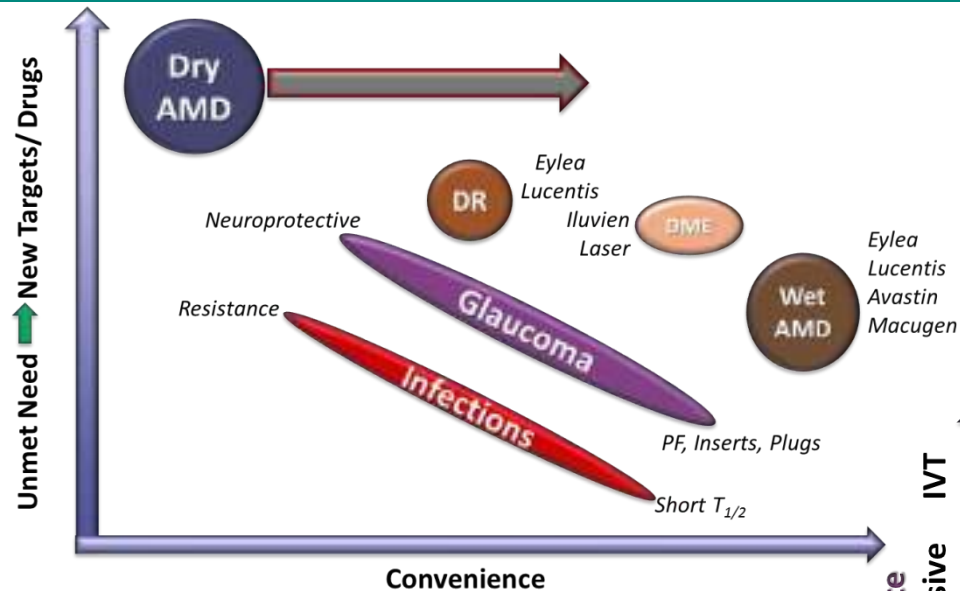 Dry
AMD
Unmet Need
New Targets/ Drugs
DR
Eylea
Lucentis
Iluvien
Laser
DME
Neuroprotective
Glaucoma
Wet
AMD
Eylea
Lucentis
Avastin
Macugen
Resistance
Infections
PF, Inserts, Plugs
Short T1/2
Convenience
IVT